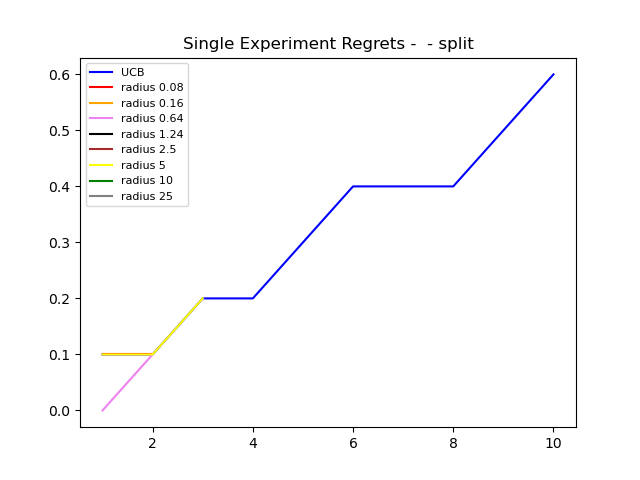 Single Experiment Regrets -  - split
UCB
radius 0.08
radius 0.16
radius 0.64
radius 1.24
radius 2.5
radius 5
radius 10
radius 25
0.6
0.5
0.4
0.3
0.2
0.1
0.0
2 4 6 8 10